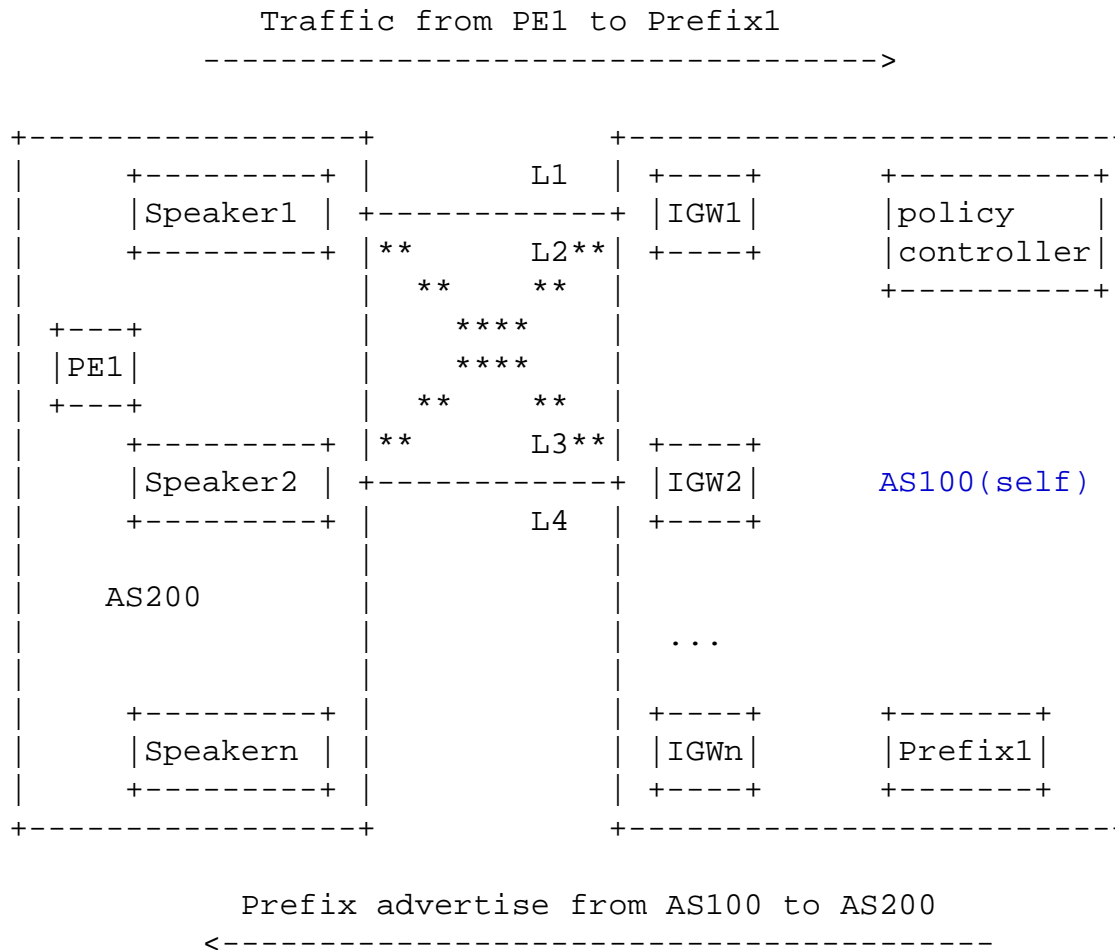 Traffic from PE1 to Prefix1
L1
Speaker1 IGW1 policy
L2 controller
PE1
L3
Speaker2 IGW2 AS100(self)
L4
AS200
...
Speakern IGWn Prefix1
Prefix advertise from AS100 to AS200